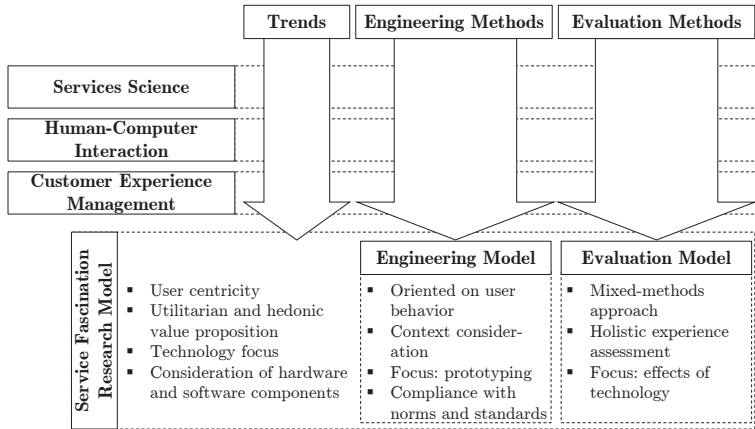 Trends
Engineering Methods
Evaluation Methods
Services Science
Human-Computer
Interaction
Customer Experience
Management
Service Fascination
Research Model
▪ User centricity
▪ Utilitarian and hedonic
value proposition
▪ Technology focus
▪ Consideration of hardware
and software components
Engineering Model
▪ Oriented on user
behavior
▪ Context consider-
ation
▪ Focus: prototyping
▪ Compliance with
norms and standards
Evaluation Model
▪ Mixed-methods
approach
▪ Holistic experience
assessment
▪ Focus: effects of
technology